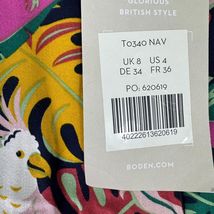 GLORIOUS
BRITISH STYLE
T0340 NAV
UK 8 US 4
DE 34 FR 36
PO: 620619
40222613620619
BODEN.COM